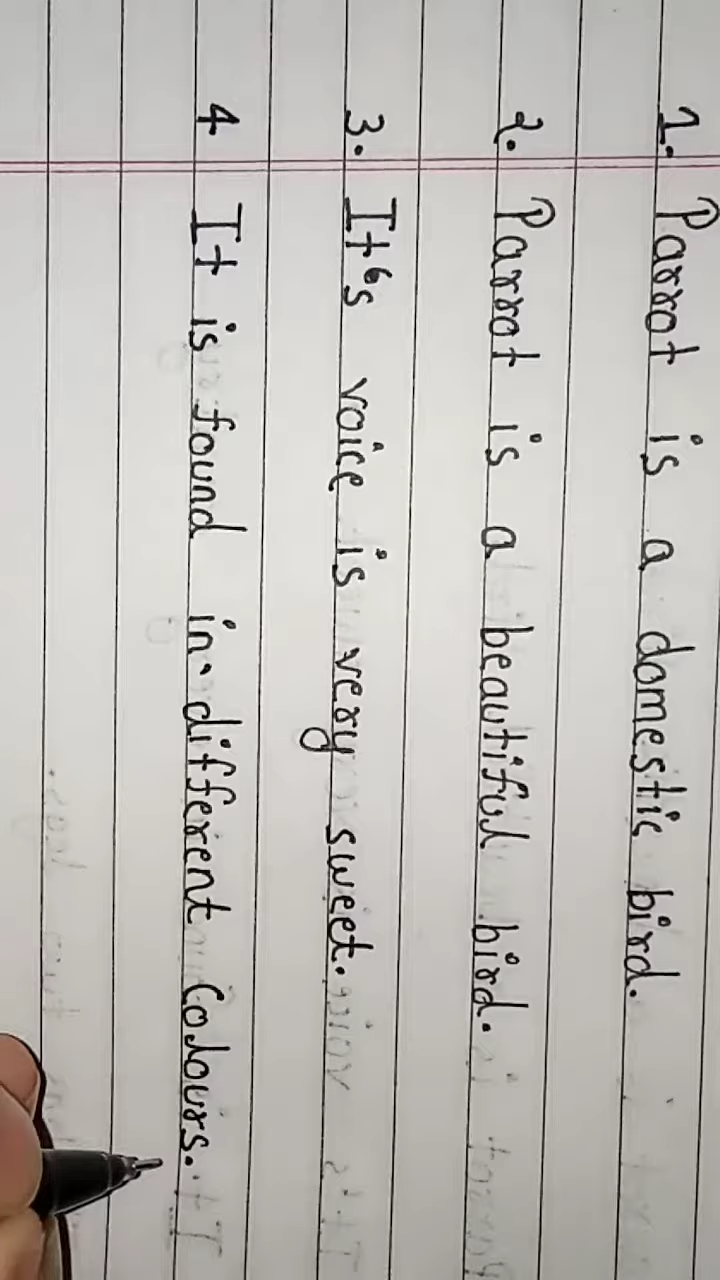 1. Parrot is a domestic bird.
2. Parrot is a beautiful bird.
3. It's voice is very sweet.
4 It is found in different Colours.